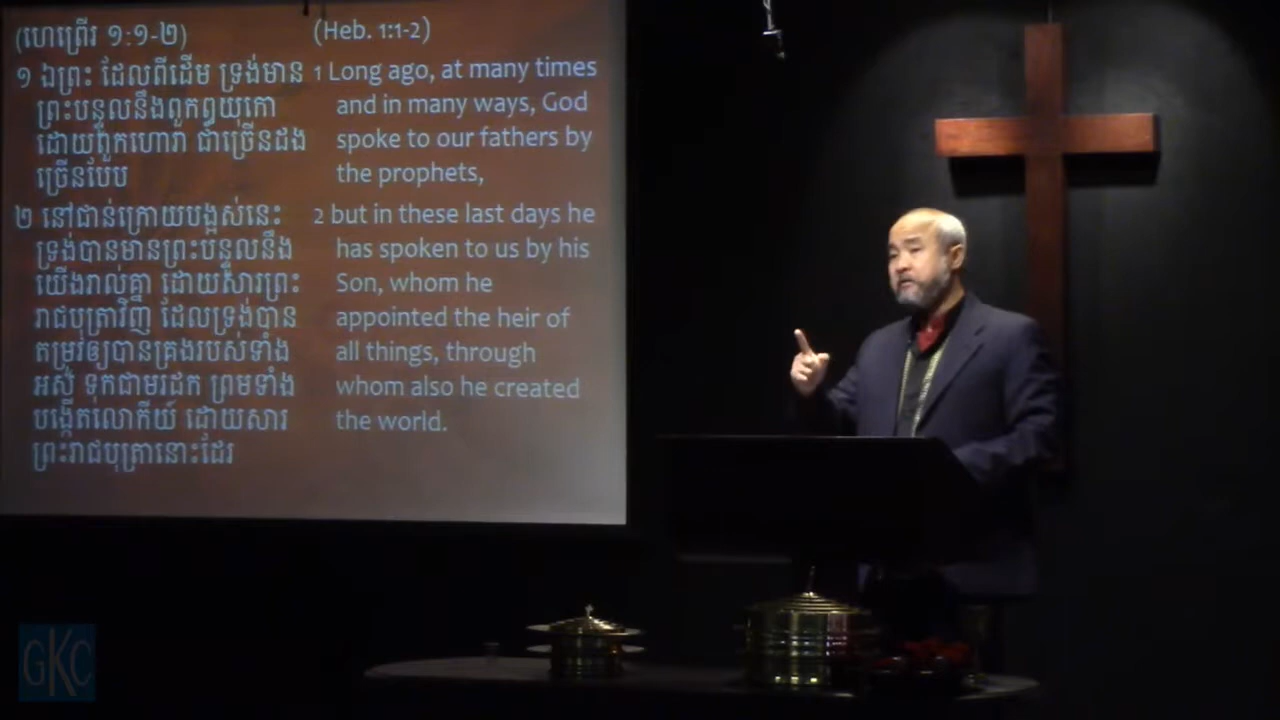 (ហេព្រើរ ១:១-២)
១ ឯព្រះ ដែលពីដើម ទ្រង់មាន
ព្រះបន្ទូលនឹងពួកឰយុកោ
ដោយពួកហោរា ជាច្រើនដង
ច្រើនបែប
២ នៅជាន់ក្រោយបង្អស់នេះ
ទ្រង់បានមានព្រះបន្ទូលនឹង
យើងរាល់គ្នា ដោយសារព្រះ
រាជបុត្រាវិញ ដែលទ្រង់បាន
តម្រូវឲ្យបានគ្រងរបស់ទាំង
អស់ ទុកជាមរដក ព្រមទាំង
បង្កើតលោកីយ៍ ដោយសារ
ព្រះរាជបុត្រានោះដែរ
(Heb. 1:1-2)
1 Long ago, at many times
and in many ways, God
spoke to our fathers by
the prophets,
2 but in these last days he
has spoken to us by his
Son, whom he
appointed the heir of
all things, through
whom also he created
the world.
GKC